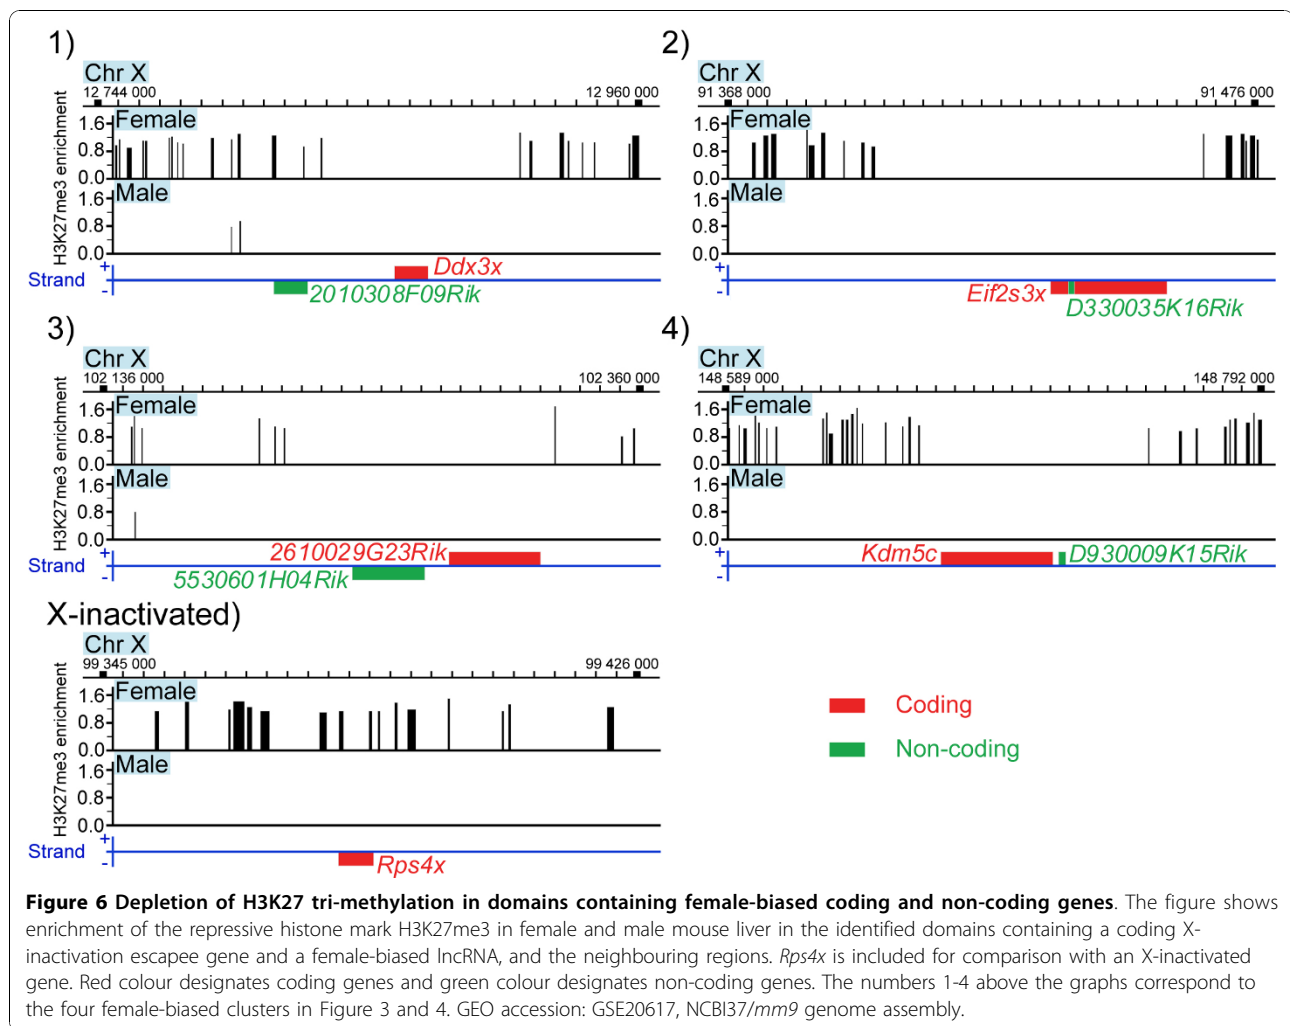 1)
Chr X
12 744 000 12 960 000
H3K27me3 enrichment
1.6
Female
0.8
0.0
Male
1.6
0.8
0.0
+
Strand
-
Ddx3x
2010308F09Rik
2)
Chr X
91 368 000 91 476 000
1.6
Female
0.8
0.0
Male
1.6
0.8
0.0
+
-
Eif2s3x
D330035K16Rik
3)
Chr X
102 136 000 102 360 000
H3K27me3 enrichment
1.6
Female
0.8
0.0
Male
1.6
0.8
0.0
+
Strand
-
2610029G23Rik
5530601H04Rik
4)
Chr X
148 589 000 148 792 000
1.6
Female
0.8
0.0
Male
1.6
0.8
0.0
+
-
Kdm5c
D930009K15Rik
X-inactivated)
Chr X
99 345 000 99 426 000
H3K27me3 enrichment
1.6
Female
0.8
0.0
Male
1.6
0.8
0.0
+
Strand
-
Rps4x
Coding
Non-coding
Figure 6 Depletion of H3K27 tri-methylation in domains containing female-biased coding and non-coding genes. The figure shows
enrichment of the repressive histone mark H3K27me3 in female and male mouse liver in the identified domains containing a coding X-
inactivation escapee gene and a female-biased lncRNA, and the neighbouring regions. Rps4x is included for comparison with an X-inactivated
gene. Red colour designates coding genes and green colour designates non-coding genes. The numbers 1-4 above the graphs correspond to
the four female-biased clusters in Figure 3 and 4. GEO accession: GSE20617, NCBI37/mm9 genome assembly.